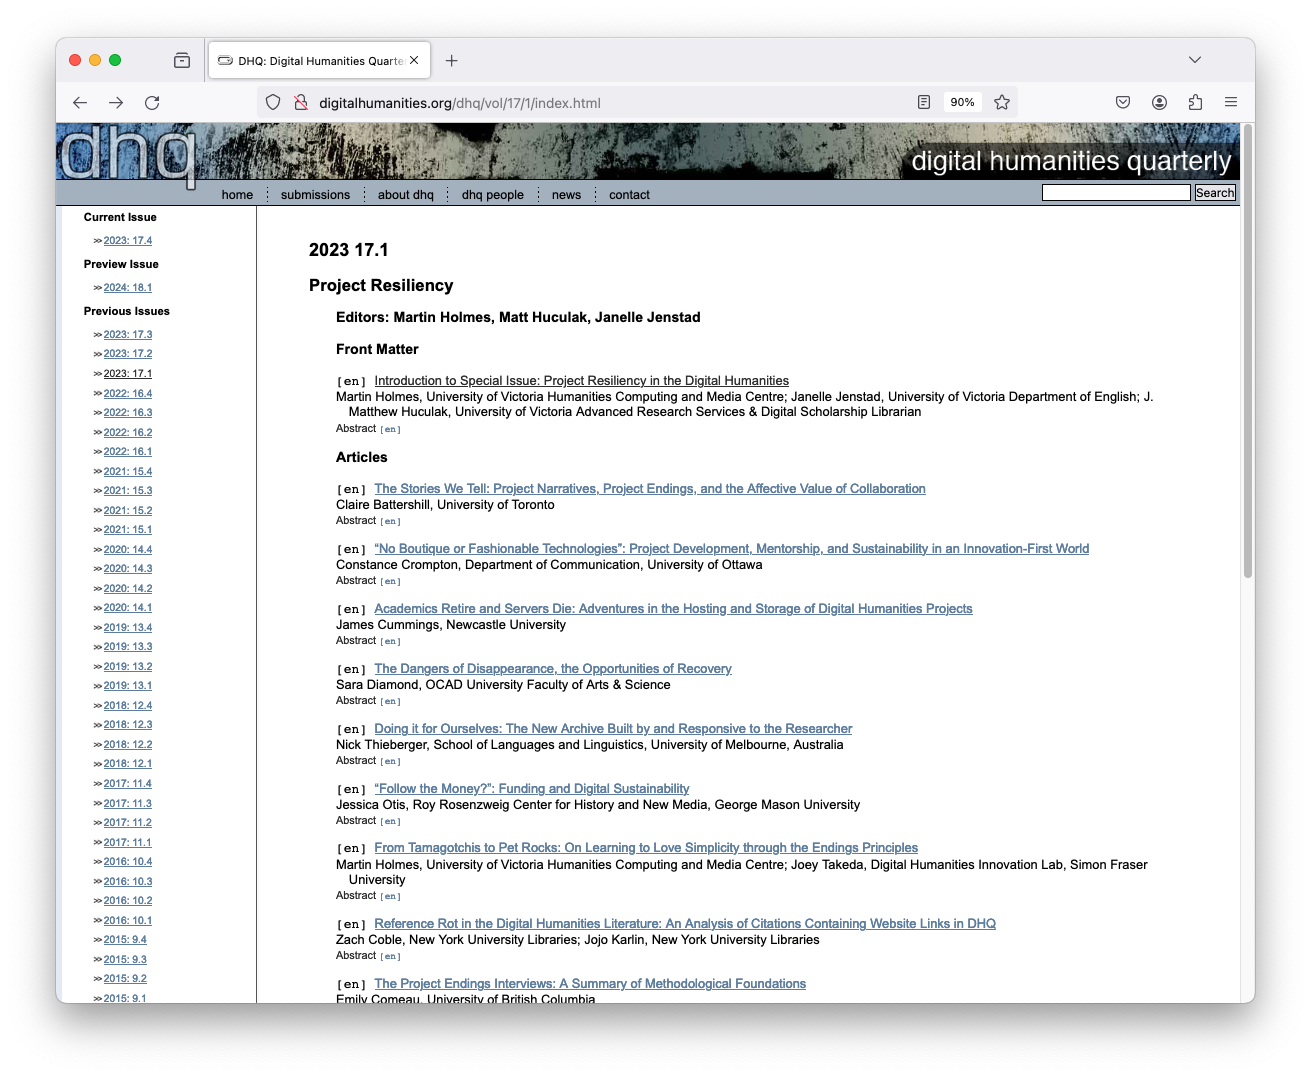 DHQ: Digital Humanities Quarte
digitalhumanities.org/dhq/vol/17/1/index.html
90%
dhq
digital humanities quarterly
home submissions about dhq dhq people news contact
Search
Current Issue
>> 2023: 17.4
Preview Issue
>> 2024: 18.1
Previous Issues
>> 2023: 17.3
>> 2023: 17.2
>> 2023: 17.1
>> 2022: 16.4
>> 2022: 16.3
>> 2022: 16.2
>> 2022: 16.1
>> 2021: 15.4
>> 2021: 15.3
>> 2021: 15.2
>> 2021: 15.1
>> 2020: 14.4
>> 2020: 14.3
>> 2020: 14.2
>> 2020: 14.1
>> 2019: 13.4
>> 2019: 13.3
>> 2019: 13.2
>> 2019: 13.1
>> 2018: 12.4
>> 2018: 12.3
>> 2018: 12.2
>> 2018: 12.1
>> 2017: 11.4
>> 2017: 11.3
>> 2017: 11.2
>> 2017: 11.1
>> 2016: 10.4
>> 2016: 10.3
>> 2016: 10.2
>> 2016: 10.1
>> 2015: 9.4
>> 2015: 9.3
>> 2015: 9.2
>> 2015: 9.1
2023 17.1
Project Resiliency
Editors: Martin Holmes, Matt Huculak, Janelle Jenstad
Front Matter
[en] Introduction to Special Issue: Project Resiliency in the Digital Humanities
Martin Holmes, University of Victoria Humanities Computing and Media Centre; Janelle Jenstad, University of Victoria Department of English; J.
Matthew Huculak, University of Victoria Advanced Research Services & Digital Scholarship Librarian
Abstract [en]
Articles
[en] The Stories We Tell: Project Narratives, Project Endings, and the Affective Value of Collaboration
Claire Battershill, University of Toronto
Abstract [en]
[en] “No Boutique or Fashionable Technologies”: Project Development, Mentorship, and Sustainability in an Innovation-First World
Constance Crompton, Department of Communication, University of Ottawa
Abstract [en]
[en] Academics Retire and Servers Die: Adventures in the Hosting and Storage of Digital Humanities Projects
James Cummings, Newcastle University
Abstract [en]
[en] The Dangers of Disappearance, the Opportunities of Recovery
Sara Diamond, OCAD University Faculty of Arts & Science
Abstract [en]
[en] Doing it for Ourselves: The New Archive Built by and Responsive to the Researcher
Nick Thieberger, School of Languages and Linguistics, University of Melbourne, Australia
Abstract [en]
[en] “Follow the Money?”: Funding and Digital Sustainability
Jessica Otis, Roy Rosenzweig Center for History and New Media, George Mason University
Abstract [en]
[en] From Tamagotchis to Pet Rocks: On Learning to Love Simplicity through the Endings Principles
Martin Holmes, University of Victoria Humanities Computing and Media Centre; Joey Takeda, Digital Humanities Innovation Lab, Simon Fraser
University
Abstract [en]
[en] Reference Rot in the Digital Humanities Literature: An Analysis of Citations Containing Website Links in DHQ
Zach Coble, New York University Libraries; Jojo Karlin, New York University Libraries
Abstract [en]
[en] The Project Endings Interviews: A Summary of Methodological Foundations
Emily Comeau, University of British Columbia